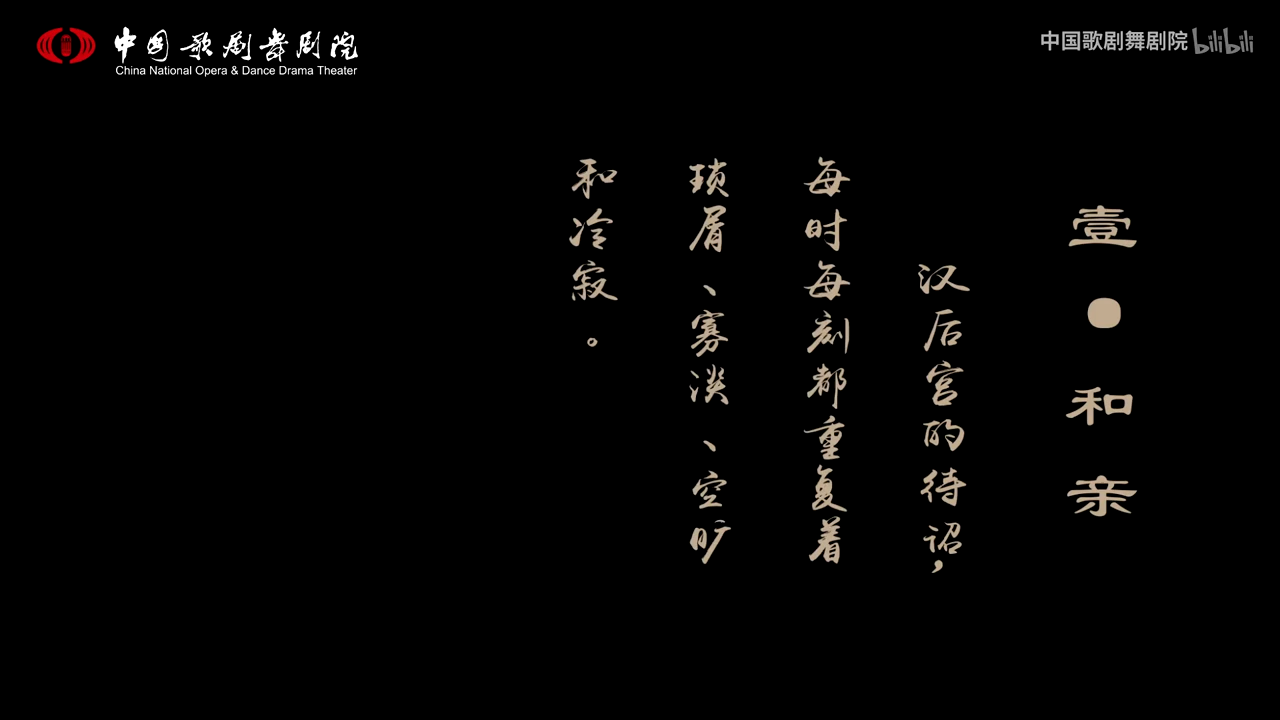 中国歌剧舞剧院
China National Opera & Dance Drama Theater
中国歌剧舞剧院 bilibili
壹●和亲
汉后宫的待诏，
每时每刻都重复着
琐屑、寡淡、空旷
和冷寂。